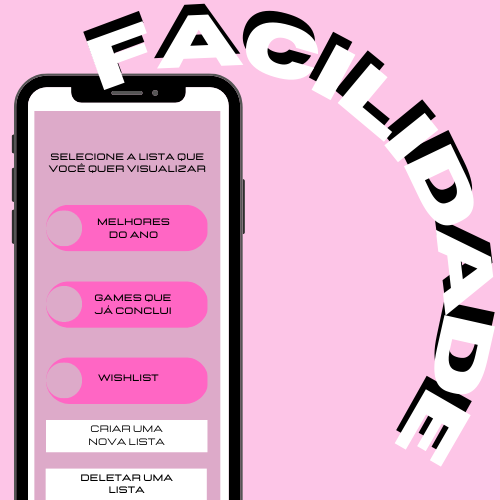 FACILIDADE
SELECIONE A LISTA QUE
VOCÊ QUER VISUALIZAR
MELHORES
DO ANO
GAMES QUE
JÁ CONCLUI
WISHLIST
CRIAR UMA
NOVA LISTA
DELETAR UMA
LISTA